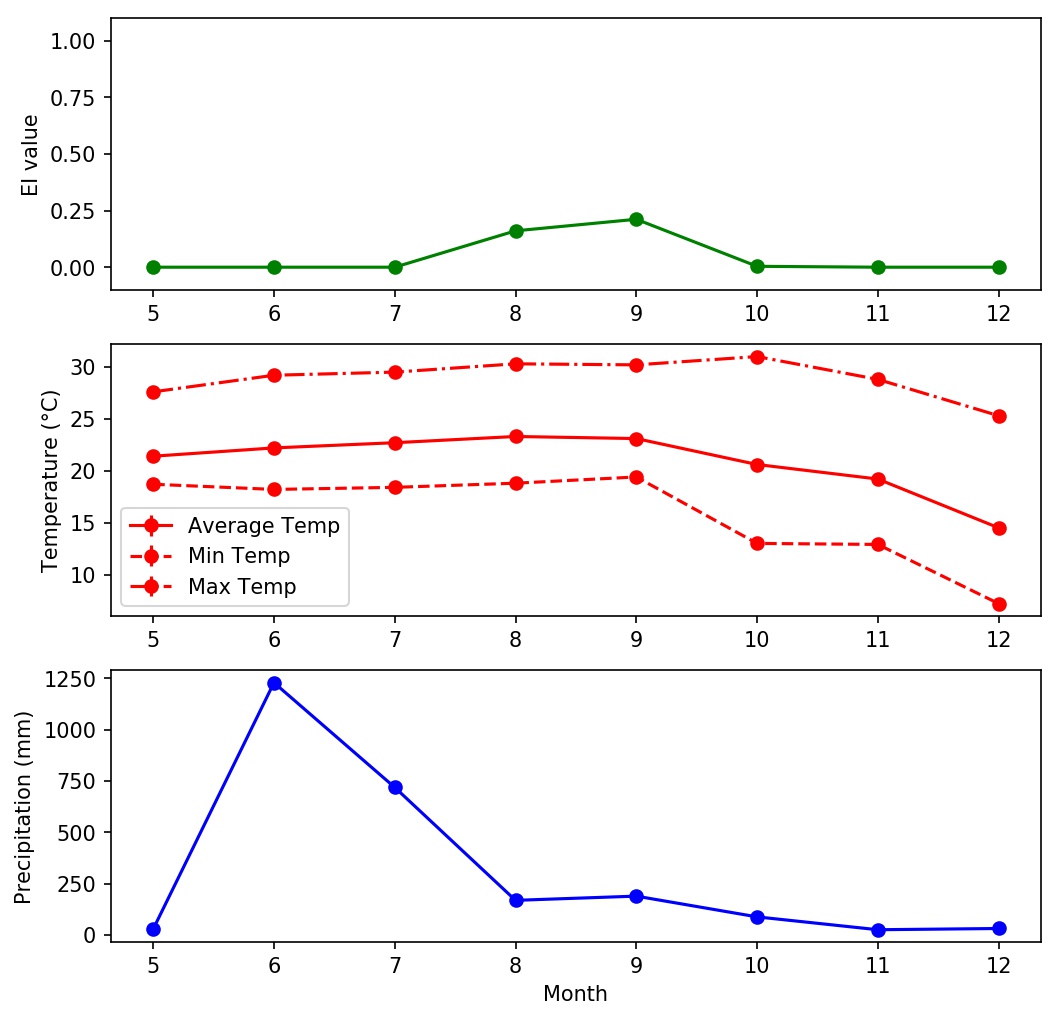 EI value
1.00
0.75
0.50
0.25
0.00
5 6 7 8 9 10 11 12
Temperature (°C)
30
25
20
15
10
Average Temp
Min Temp
Max Temp
5 6 7 8 9 10 11 12
Precipitation (mm)
1250
1000
750
500
250
0
5 6 7 8 9 10 11 12
Month